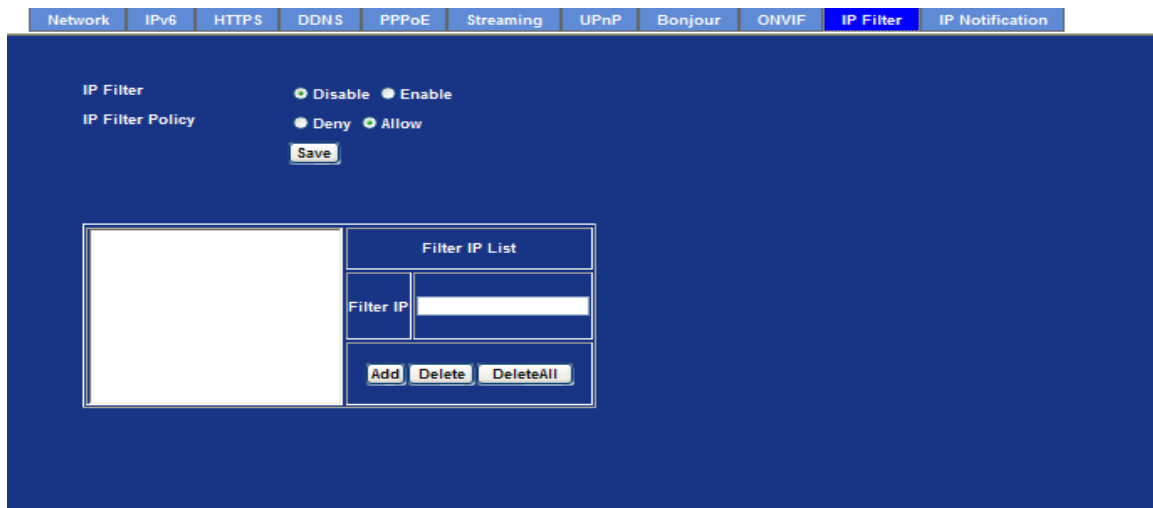 Network IPv6 HTTPS DDNS PPPoE Streaming UPnP Bonjour ONVIF IP Filter IP Notification
IP Filter Disable Enable
IP Filter Policy Deny Allow
Save
Filter IP List
Filter IP
Add Delete DeleteAll